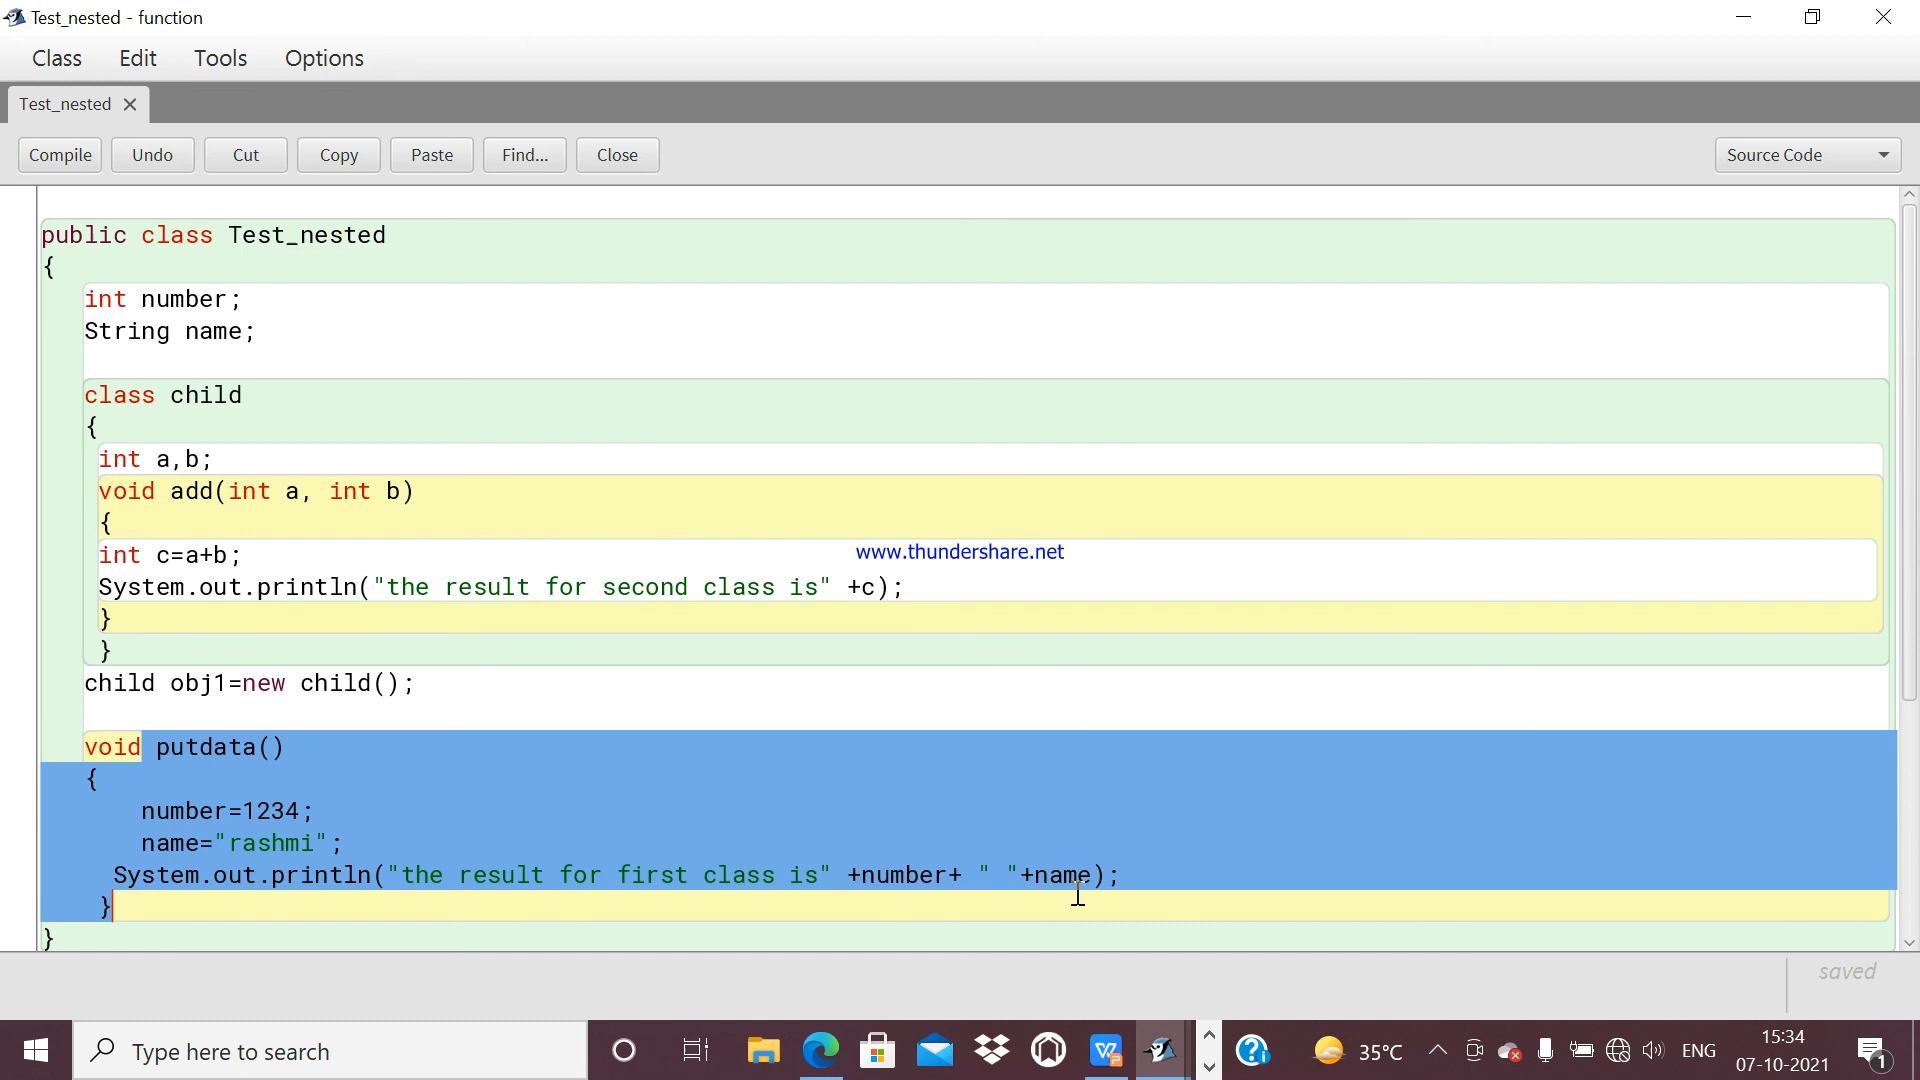 Test_nested - function
Class Edit Tools Options
Test_nested
Compile Undo Cut Copy Paste Find... Close Source Code
public class Test_nested
{
int number;
String name;
class child
{
int a,b;
void add(int a, int b)
{
int c=a+b;
www.thundershare.net
System.out.println("the result for second class is" +c);
}
}
child obj1=new child();
void putdata()
{
number=1234;
name="rashmi";
System.out.println("the result for first class is" +number+ " "+name);
}
}
saved
Type here to search
35°C
ENG
15:34
07-10-2021
1